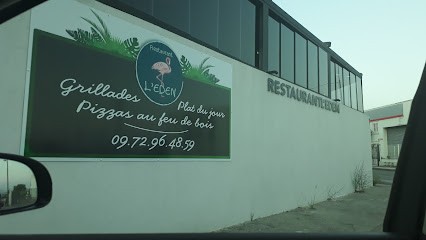 Restaurant
L'EDEN
Grillades
Plat du jour
Pizzas au feu de bois
09.72.96.48.59
RESTAURANT L'EDEN